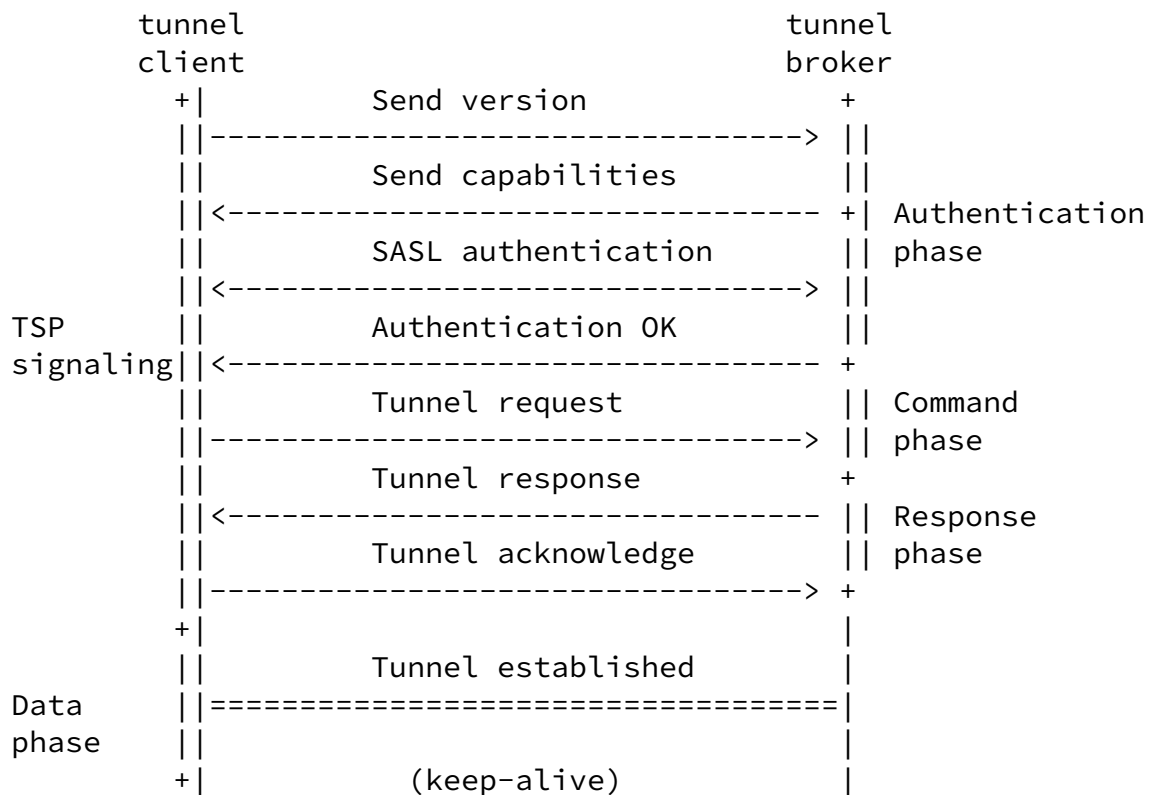 tunnel tunnel
client broker
+| Send version +
||---------------------------------> ||
|| Send capabilities ||
||<--------------------------------- +| Authentication
|| SASL authentication || phase
||<--------------------------------> ||
TSP || Authentication OK ||
signaling||<--------------------------------- +
|| Tunnel request || Command
||---------------------------------> || phase
|| Tunnel response +
||<--------------------------------- || Response
|| Tunnel acknowledge || phase
||---------------------------------> +
+| |
|| Tunnel established |
Data ||===================================|
phase || |
+| (keep-alive) |